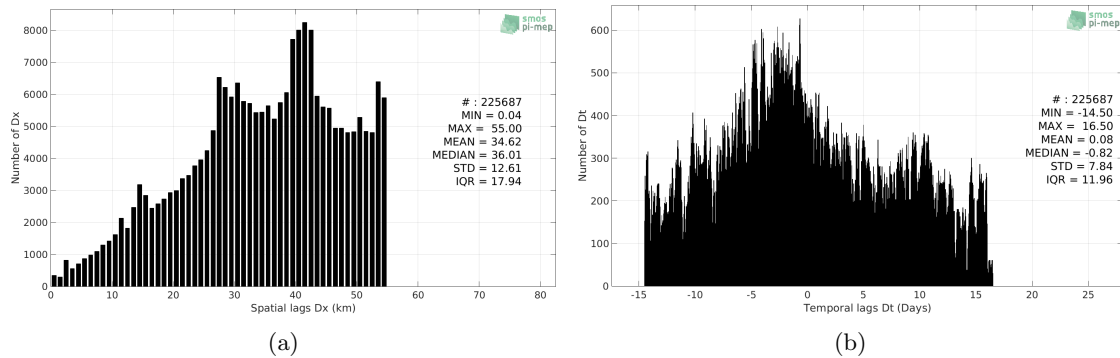 smos
pi-mep
8000
7000
6000
5000
4000
3000
2000
1000
0
Number of Dx
# : 225687
MIN = 0.04
MAX = 55.00
MEAN = 34.62
MEDIAN = 36.01
STD = 12.61
IQR = 17.94
0 10 20 30 40 50 60 70 80
Spatial lags Dx (km)
(a)
smos
pi-mep
600
500
400
300
200
100
0
Number of Dt
# : 225687
MIN = -14.50
MAX = 16.50
MEAN = 0.08
MEDIAN = -0.82
STD = 7.84
IQR = 11.96
-15 -10 -5 0 5 10 15 20 25
Temporal lags Dt (Days)
(b)